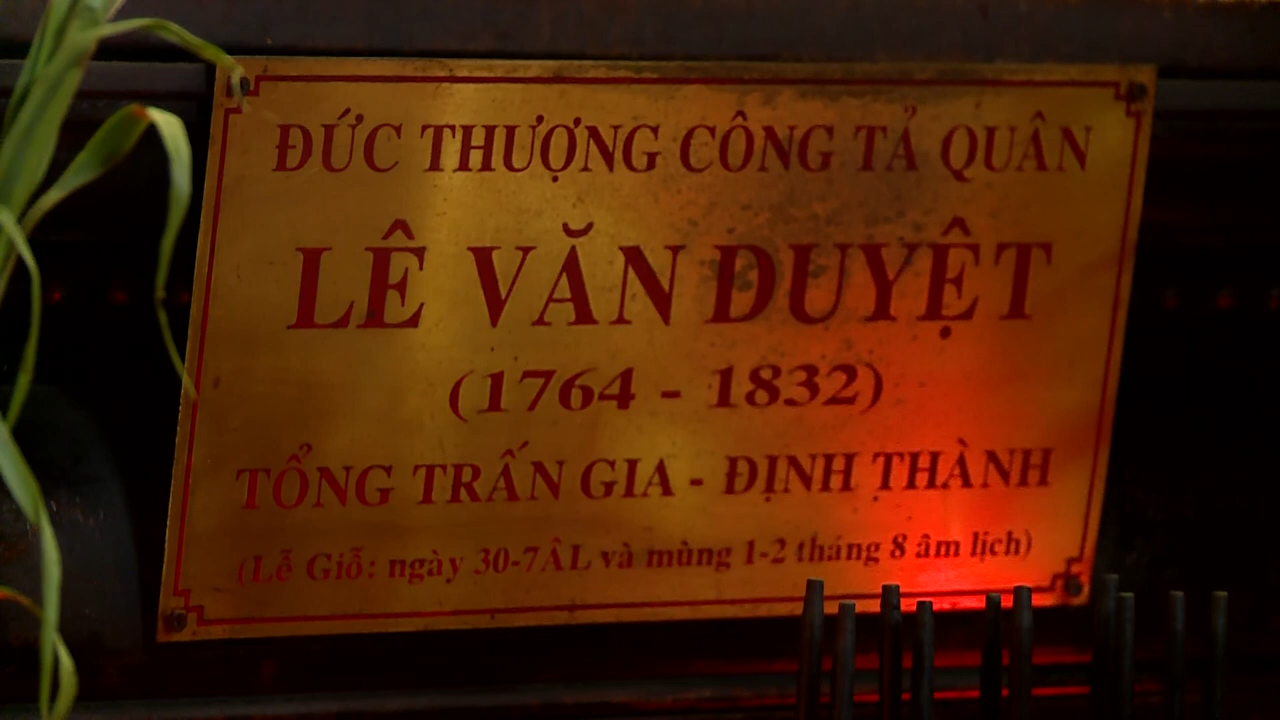 ĐỨC THƯỢNG CÔNG TẢ QUÂN
LÊ VĂN DUYỆT
(1764 - 1832)
TỔNG TRẤN GIA - ĐỊNH THÀNH
(Lễ Giỗ: ngày 30-7ÂL và mùng 1-2 tháng 8 âm lịch)